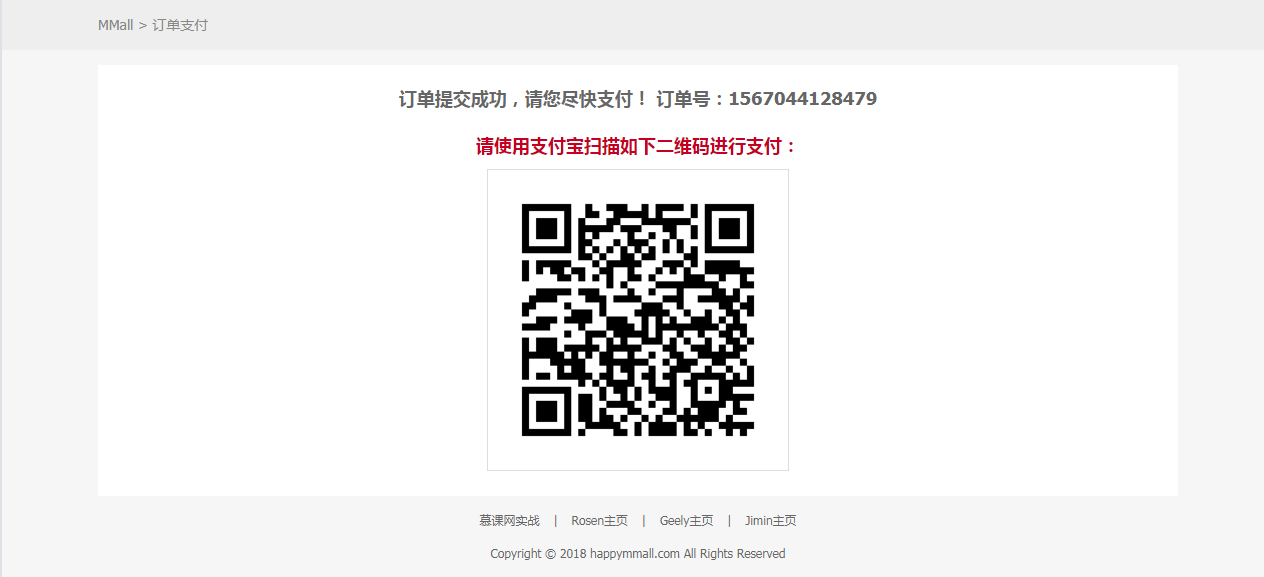 MMall > 订单支付
订单提交成功，请您尽快支付！ 订单号：1567044128479
请使用支付宝扫描如下二维码进行支付：
慕课网实战 | Rosen主页 | Geely主页 | Jimin主页
Copyright © 2018 happymmall.com All Rights Reserved